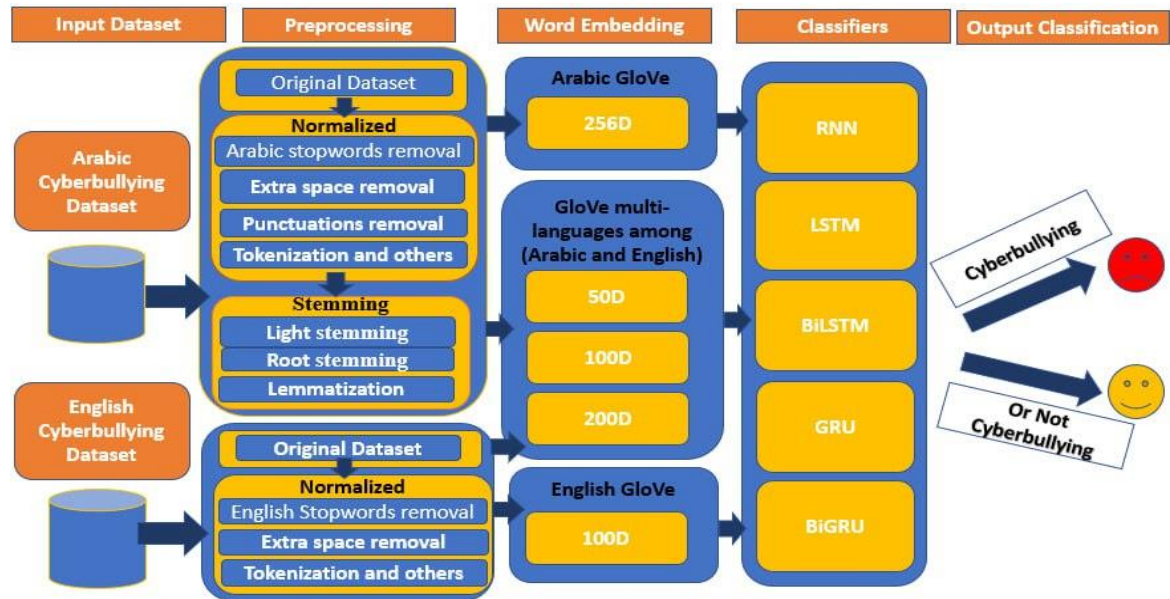 Input Dataset
Preprocessing
Word Embedding
Classifiers
Output Classification
Arabic
Cyberbullying
Dataset
English
Cyberbullying
Dataset
Original Dataset
Normalized
Arabic stopwords removal
Extra space removal
Punctuations removal
Tokenization and others
Stemming
Light stemming
Root stemming
Lemmatization
Original Dataset
Normalized
English Stopwords removal
Extra space removal
Tokenization and others
Arabic GloVe
256D
GloVe multi-
languages among
(Arabic and English)
50D
100D
200D
English GloVe
100D
RNN
LSTM
BiLSTM
GRU
BiGRU
Cyberbullying
Or Not
Cyberbullying